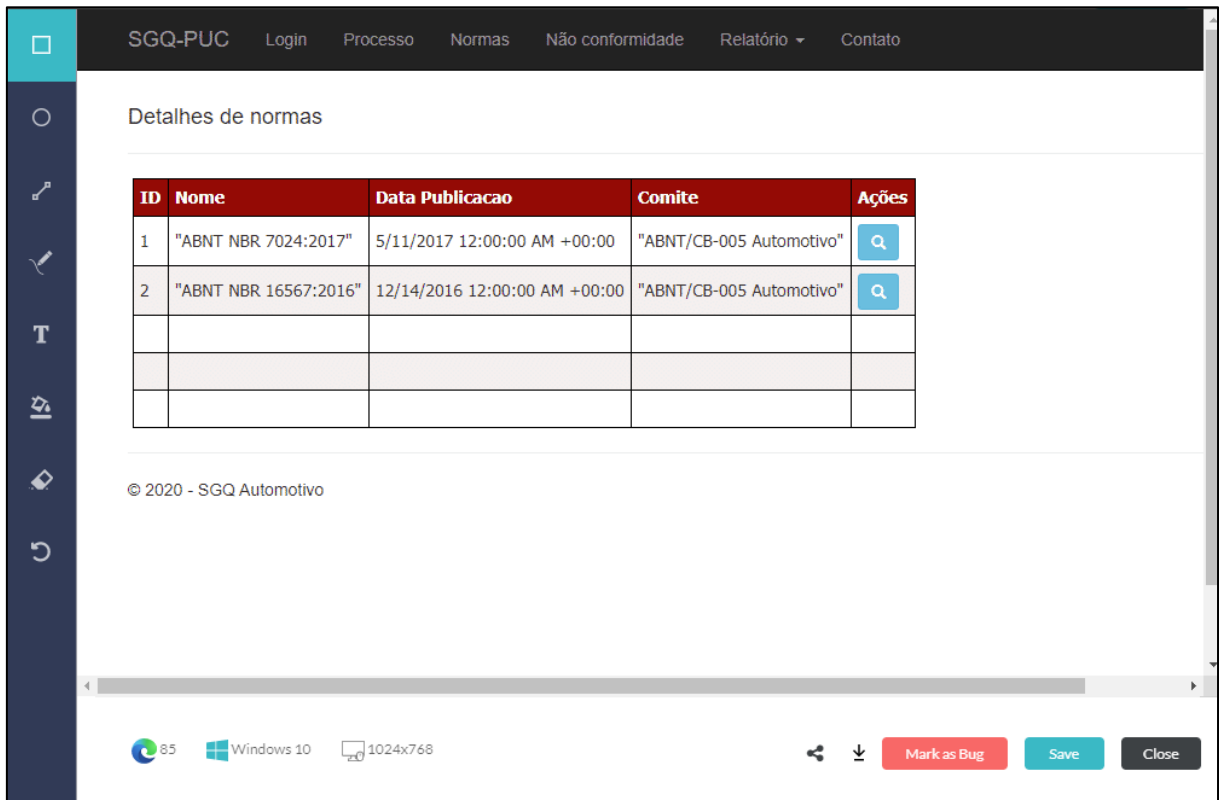 SGQ-PUC Login Processo Normas Não conformidade Relatório Contato
Detalhes de normas
ID Nome Data Publicacao Comite Ações
1 "ABNT NBR 7024:2017" 5/11/2017 12:00:00 AM +00:00 "ABNT/CB-005 Automotivo"
2 "ABNT NBR 16567:2016" 12/14/2016 12:00:00 AM +00:00 "ABNT/CB-005 Automotivo"
T
© 2020 - SGQ Automotivo
85 Windows 10 1024x768 Mark as Bug Save Close